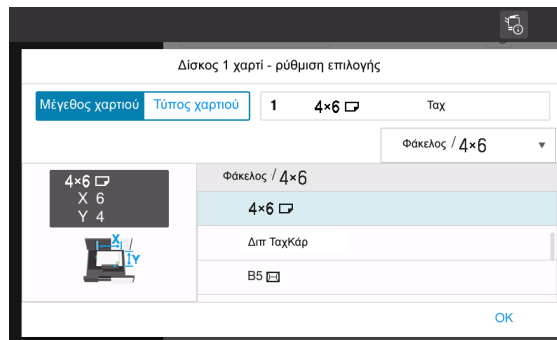 Δίσκος 1 χαρτί - ρύθμιση επιλογής
Μέγεθος χαρτιού Τύπος χαρτιού 1 4×6 Ταχ
Φάκελος / 4×6
4×6
X 6
Y 4
X
Y
Φάκελος / 4×6
4×6
Διπ ΤαχΚάρ
B5
OK